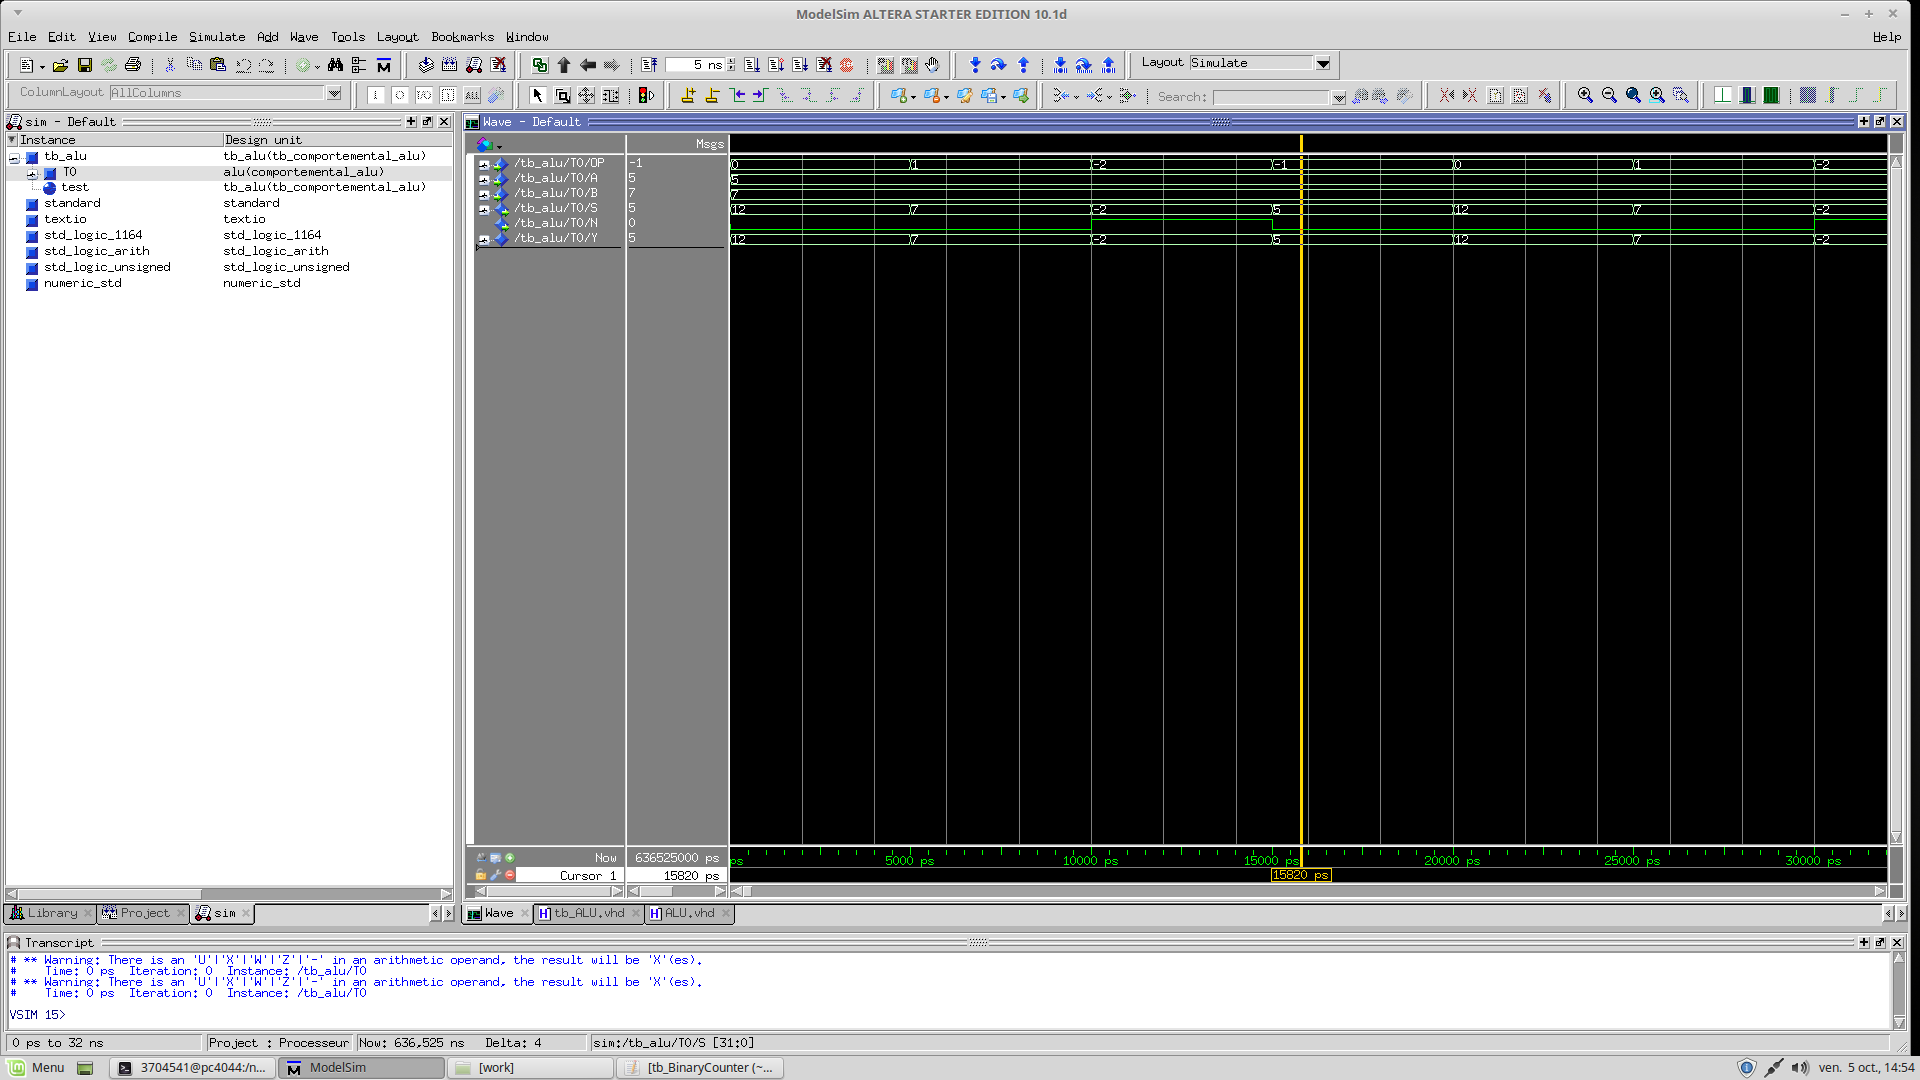 ModelSim ALTERA STARTER EDITION 10.1d
File Edit View Compile Simulate Add Wave Tools Layout Bookmarks Window Help
5 ns Layout Simulate
ColumnLayout AllColumns Search:
sim - Default
Instance Design unit
tb_alu tb_alu(tb_comportemental_alu)
T0 alu(comportemental_alu)
test tb_alu(tb_comportemental_alu)
standard standard
textio textio
std_logic_1164 std_logic_1164
std_logic_arith std_logic_arith
std_logic_unsigned std_logic_unsigned
numeric_std numeric_std
Wave - Default
Msgs
/tb_alu/T0/OP -1 0 1 -2 -1 0 1 -2
/tb_alu/T0/A 5 5
/tb_alu/T0/B 7 7
/tb_alu/T0/S 5 12 7 -2 5 12 7 -2
/tb_alu/T0/N 0
/tb_alu/T0/Y 5 12 7 -2 5 12 7 -2
Now 636525000 ps ps 5000 ps 10000 ps 15000 ps 20000 ps 25000 ps 30000 ps
Cursor 1 15820 ps 15820 ps
Library Project sim
Wave tb_ALU.vhd ALU.vhd
Transcript
# ** Warning: There is an 'U'|'X'|'W'|'Z'|'-' in an arithmetic operand, the result will be 'X'(es).
# Time: 0 ps Iteration: 0 Instance: /tb_alu/T0
# ** Warning: There is an 'U'|'X'|'W'|'Z'|'-' in an arithmetic operand, the result will be 'X'(es).
# Time: 0 ps Iteration: 0 Instance: /tb_alu/T0
VSIM 15>
0 ps to 32 ns Project : Processeur Now: 636,525 ns Delta: 4 sim:/tb_alu/T0/S [31:0]
Menu 3704541@pc4044:/n... ModelSim [work] [tb_BinaryCounter (~... ven. 5 oct., 14:54